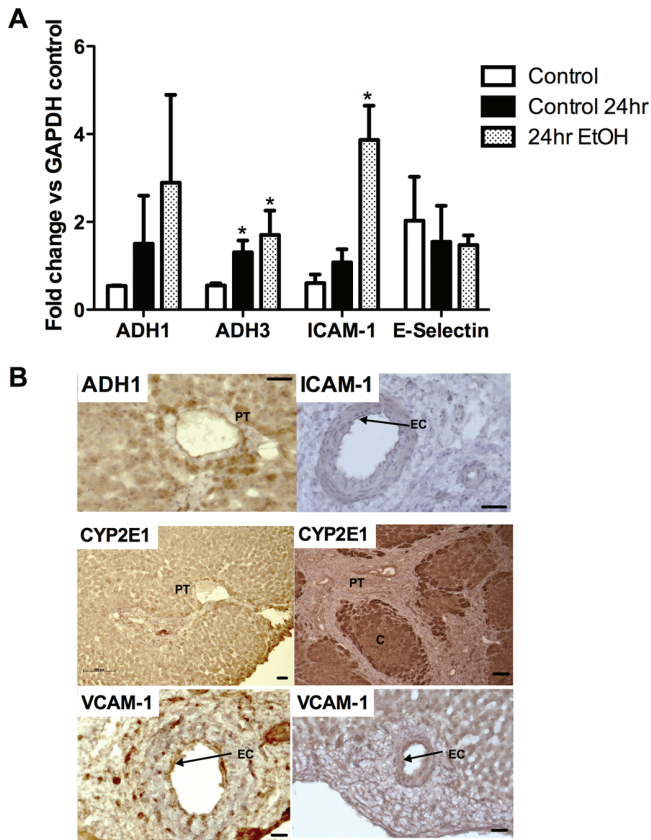 A
Fold change vs GAPDH control
6
4
2
0
* * *
ADH1 ADH3 ICAM-1 E-Selectin
Control
Control 24hr
24hr EtOH
B
ADH1
PT
ICAM-1
EC
CYP2E1
PT
CYP2E1
PT
C
VCAM-1
EC
VCAM-1
EC